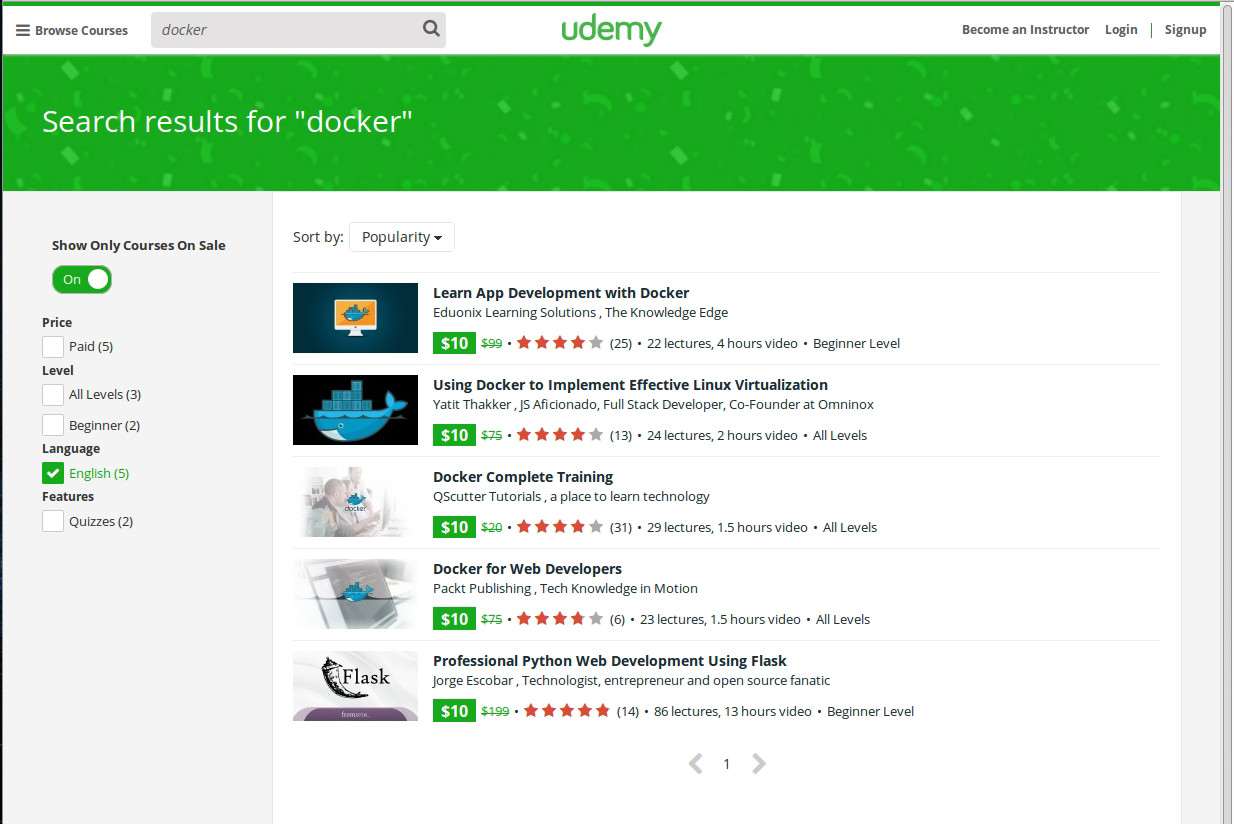 Browse Courses
docker
udemy
Become an Instructor
Login
Signup
Search results for "docker"
Show Only Courses On Sale
On
Price
Paid (5)
Level
All Levels (3)
Beginner (2)
Language
English (5)
Features
Quizzes (2)
Sort by: Popularity
Learn App Development with Docker
Eduonix Learning Solutions , The Knowledge Edge
$10 $99 • (25) • 22 lectures, 4 hours video • Beginner Level
Using Docker to Implement Effective Linux Virtualization
Yatit Thakker , JS Aficionado, Full Stack Developer, Co-Founder at Omninox
$10 $75 • (13) • 24 lectures, 2 hours video • All Levels
docker
Docker Complete Training
QScutter Tutorials , a place to learn technology
$10 $20 • (31) • 29 lectures, 1.5 hours video • All Levels
Docker for Web Developers
Packt Publishing , Tech Knowledge in Motion
$10 $75 • (6) • 23 lectures, 1.5 hours video • All Levels
Flask
Professional Python Web Development Using Flask
Jorge Escobar , Technologist, entrepreneur and open source fanatic
$10 $199 • (14) • 86 lectures, 13 hours video • Beginner Level
1